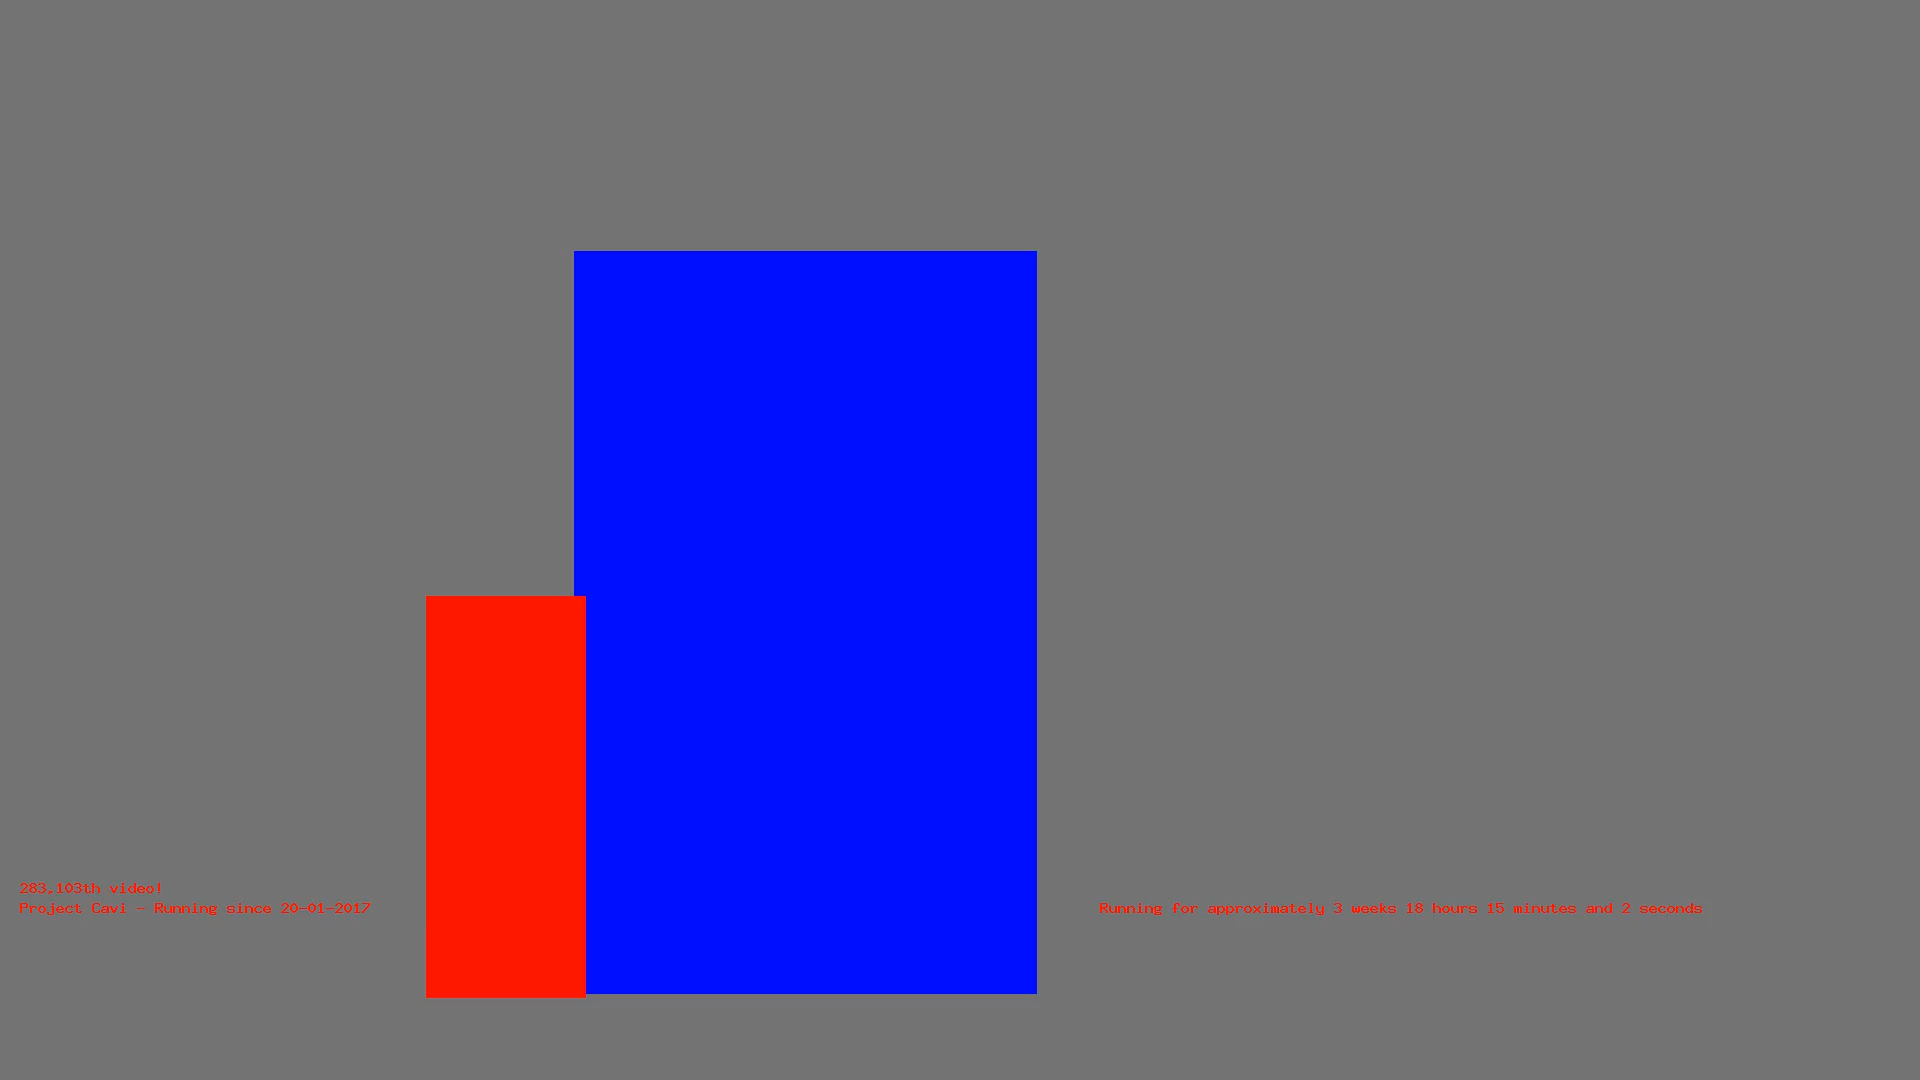 283,103th video!
Project Cavi - Running since 20-01-2017
Running for approximately 3 weeks 18 hours 15 minutes and 2 seconds